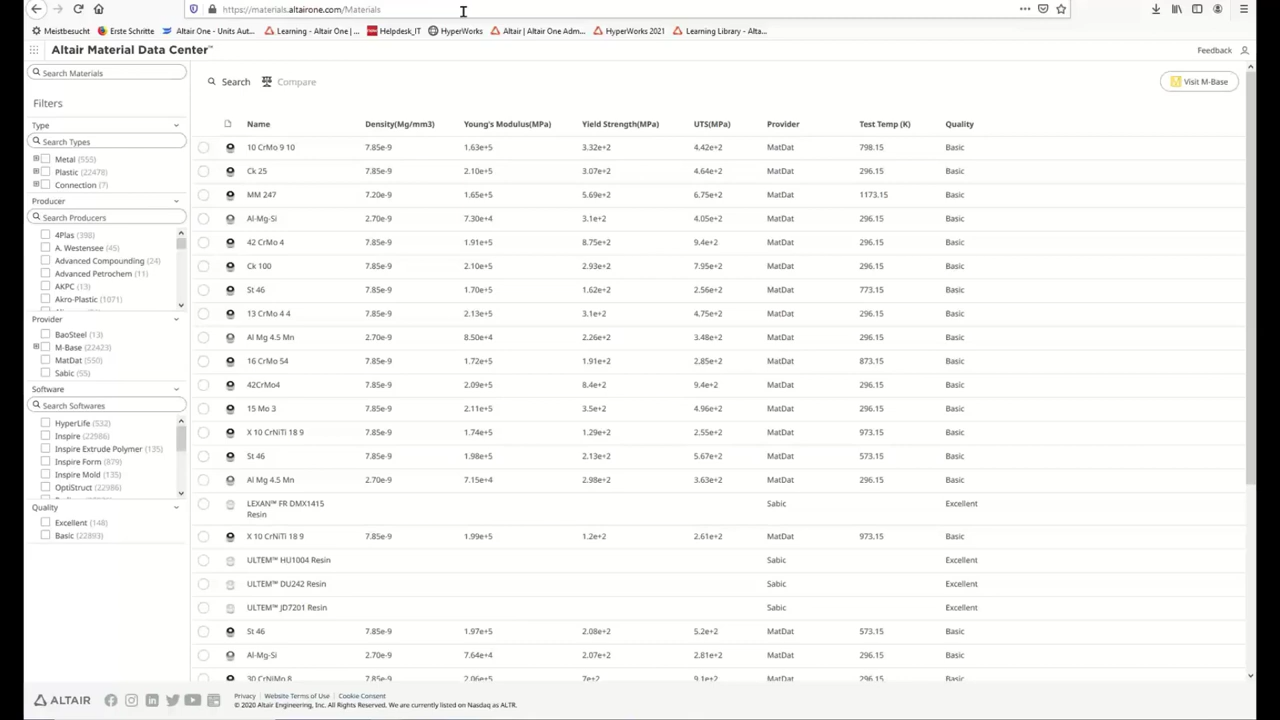 https://materials.altairone.com/Materials
Meistbesucht Erste Schritte Altair One - Units Aut... Learning - Altair One | ... Helpdesk_IT HyperWorks Altair | Altair One Adm... HyperWorks 2021 Learning Library - Alta...
Altair Material Data Center™ Feedback
Search Materials
Search Compare Visit M-Base
Filters
Type
Search Types
Metal (555)
Plastic (22478)
Connection (7)
Producer
Search Producers
4Plas (398)
A. Westensee (45)
Advanced Compounding (24)
Advanced Petrochem (11)
AKPC (13)
Akro-Plastic (1071)
Provider
BaoSteel (13)
M-Base (22423)
MatDat (550)
Sabic (55)
Software
Search Softwares
HyperLife (532)
Inspire (22986)
Inspire Extrude Polymer (135)
Inspire Form (879)
Inspire Mold (135)
OptiStruct (22986)
Quality
Excellent (148)
Basic (22893)
Name Density(Mg/mm3) Young's Modulus(MPa) Yield Strength(MPa) UTS(MPa) Provider Test Temp (K) Quality
10 CrMo 9 10 7.85e-9 1.63e+5 3.32e+2 4.42e+2 MatDat 798.15 Basic
Ck 25 7.85e-9 2.10e+5 3.07e+2 4.64e+2 MatDat 296.15 Basic
MM 247 7.20e-9 1.65e+5 5.69e+2 6.75e+2 MatDat 1173.15 Basic
Al-Mg-Si 2.70e-9 7.30e+4 3.1e+2 4.05e+2 MatDat 296.15 Basic
42 CrMo 4 7.85e-9 1.91e+5 8.75e+2 9.4e+2 MatDat 296.15 Basic
Ck 100 7.85e-9 2.10e+5 2.93e+2 7.95e+2 MatDat 296.15 Basic
St 46 7.85e-9 1.70e+5 1.62e+2 2.56e+2 MatDat 773.15 Basic
13 CrMo 4 4 7.85e-9 2.13e+5 3.1e+2 4.75e+2 MatDat 296.15 Basic
Al Mg 4.5 Mn 2.70e-9 8.50e+4 2.26e+2 3.48e+2 MatDat 296.15 Basic
16 CrMo 54 7.85e-9 1.72e+5 1.91e+2 2.85e+2 MatDat 873.15 Basic
42CrMo4 7.85e-9 2.09e+5 8.4e+2 9.4e+2 MatDat 296.15 Basic
15 Mo 3 7.85e-9 2.11e+5 3.5e+2 4.96e+2 MatDat 296.15 Basic
X 10 CrNiTi 18 9 7.85e-9 1.74e+5 1.29e+2 2.55e+2 MatDat 973.15 Basic
St 46 7.85e-9 1.98e+5 2.13e+2 5.67e+2 MatDat 573.15 Basic
Al Mg 4.5 Mn 2.70e-9 7.15e+4 2.98e+2 3.63e+2 MatDat 296.15 Basic
LEXAN™ FR DMX1415 Sabic Excellent
Resin
X 10 CrNiTi 18 9 7.85e-9 1.99e+5 1.2e+2 2.61e+2 MatDat 973.15 Basic
ULTEM™ HU1004 Resin Sabic Excellent
ULTEM™ DU242 Resin Sabic Excellent
ULTEM™ JD7201 Resin Sabic Excellent
St 46 7.85e-9 1.97e+5 2.08e+2 5.2e+2 MatDat 573.15 Basic
Al-Mg-Si 2.70e-9 7.64e+4 2.07e+2 2.81e+2 MatDat 296.15 Basic
30 CrNiMo 8 7.85e-9 2.06e+5 7e+2 9.1e+2 MatDat 296.15 Basic
ALTAIR
Privacy | Website Terms of Use | Cookie Consent
© 2020 Altair Engineering, Inc. All Rights Reserved. We are currently listed on Nasdaq as ALTR.